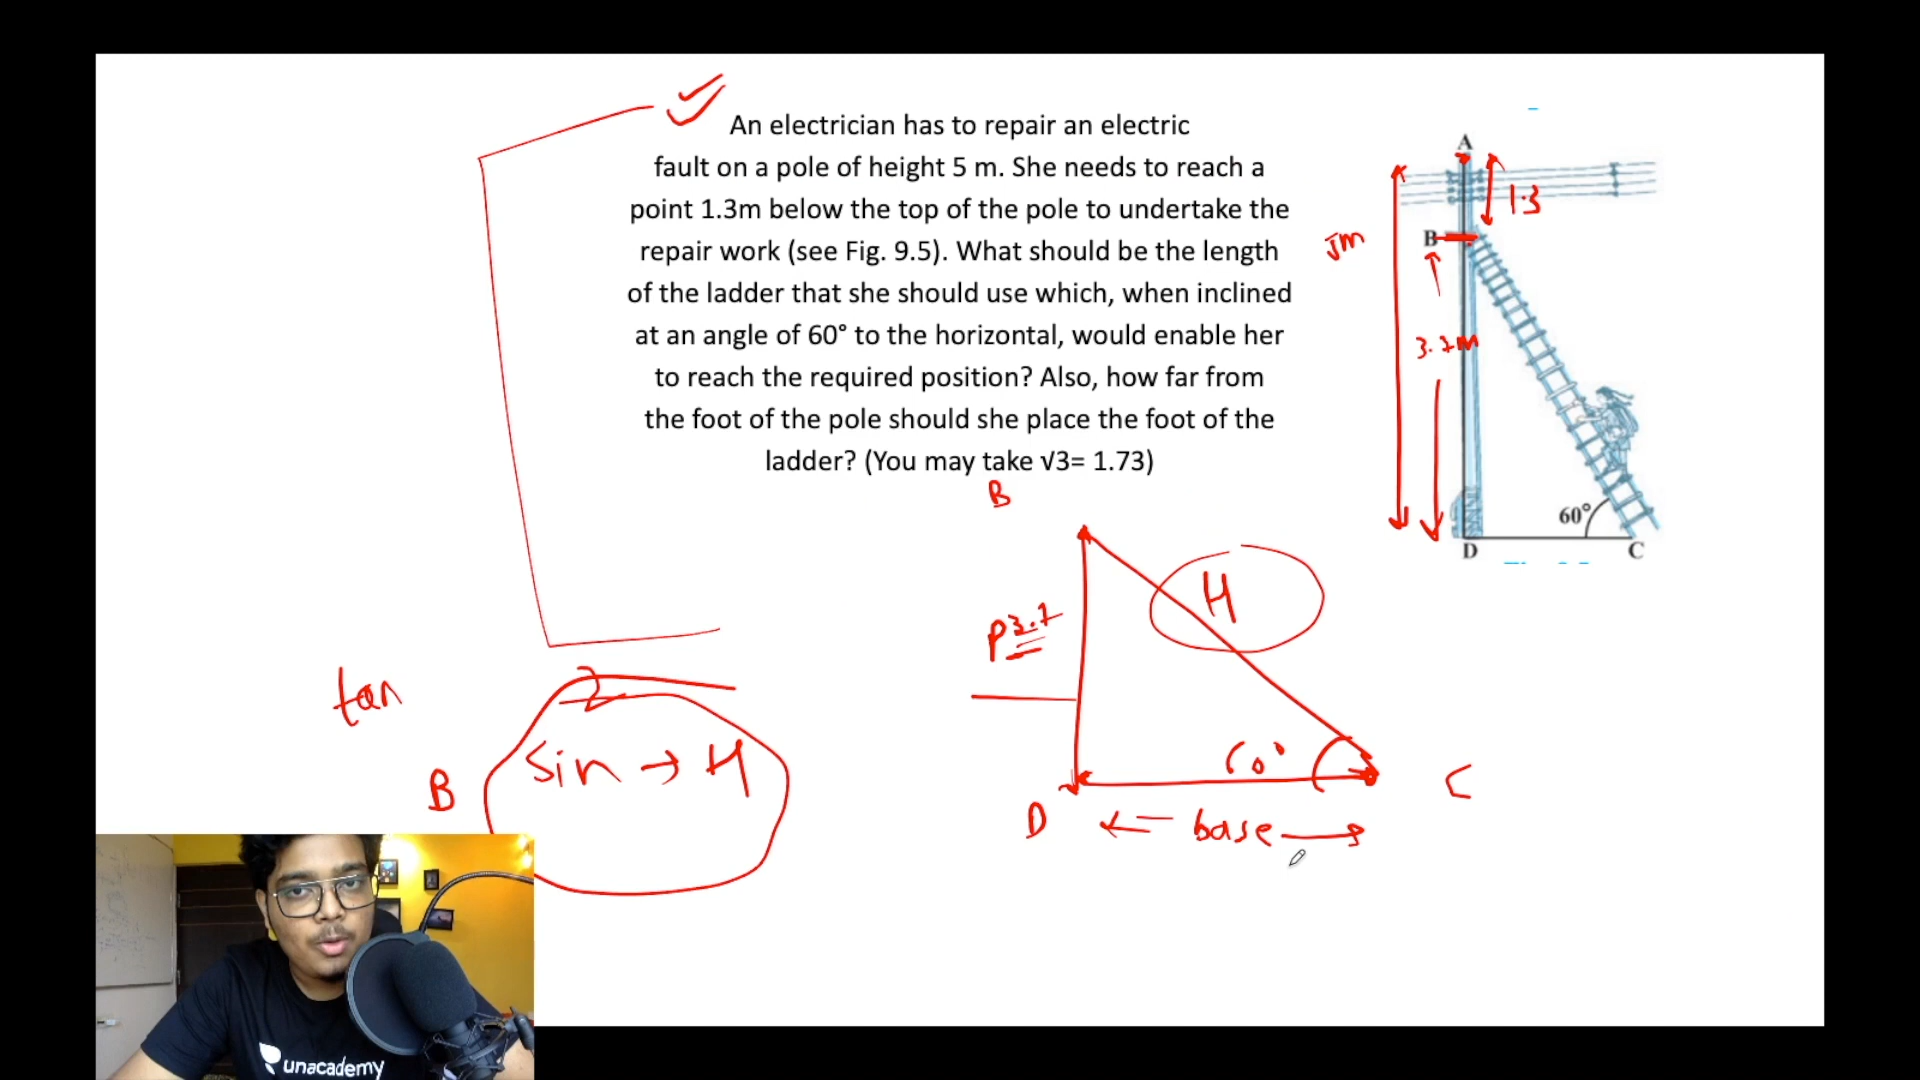 An electrician has to repair an electric
fault on a pole of height 5 m. She needs to reach a
point 1.3m below the top of the pole to undertake the
repair work (see Fig. 9.5). What should be the length
of the ladder that she should use which, when inclined
at an angle of 60° to the horizontal, would enable her
to reach the required position? Also, how far from
the foot of the pole should she place the foot of the
ladder? (You may take √3= 1.73)
A
1.3
5m
B
3.7m
60°
D
C
B
H
P 3.7
60°
C
D
base
tan
sin → H
B
unacademy